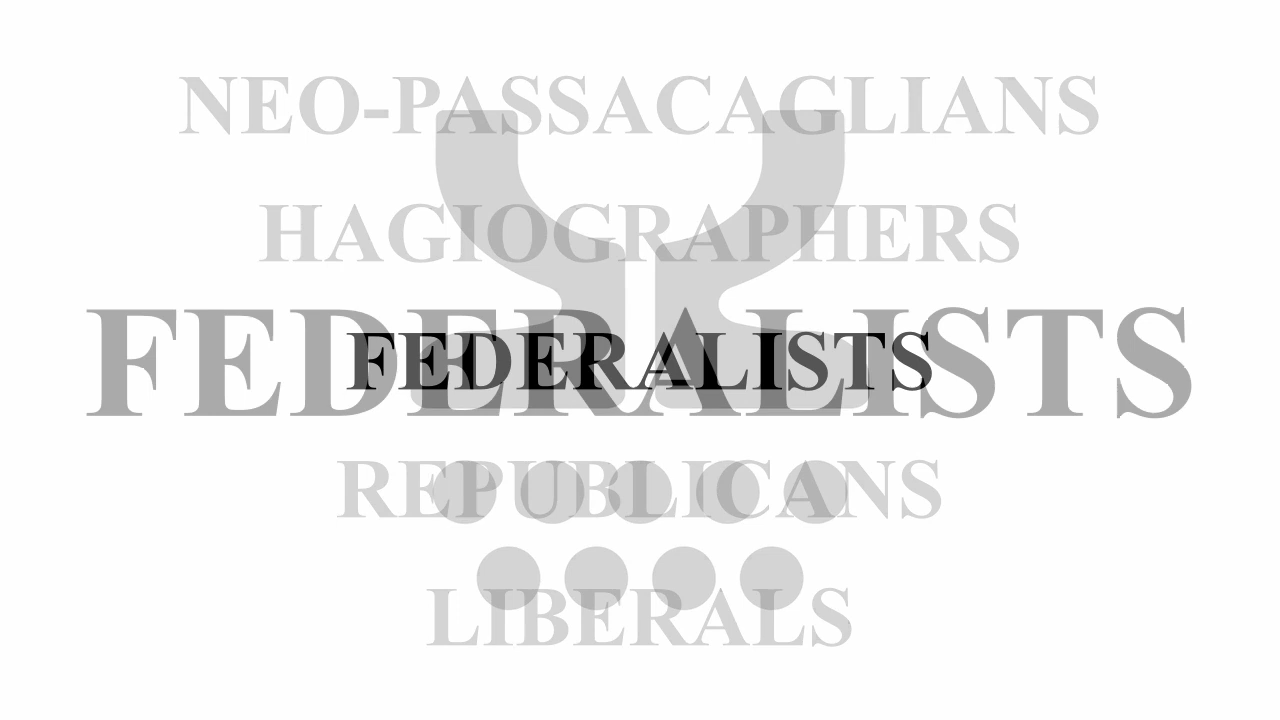 NEO-PASSACAGLIANS
HAGIOGRAPHERS
FEDERALISTS
FEDERALISTS
REPUBLICANS
LIBERALS